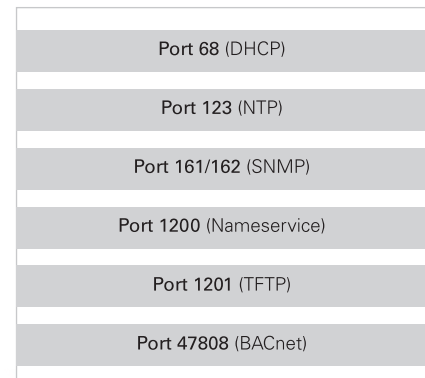 Port 68 (DHCP)
Port 123 (NTP)
Port 161/162 (SNMP)
Port 1200 (Nameservice)
Port 1201 (TFTP)
Port 47808 (BACnet)